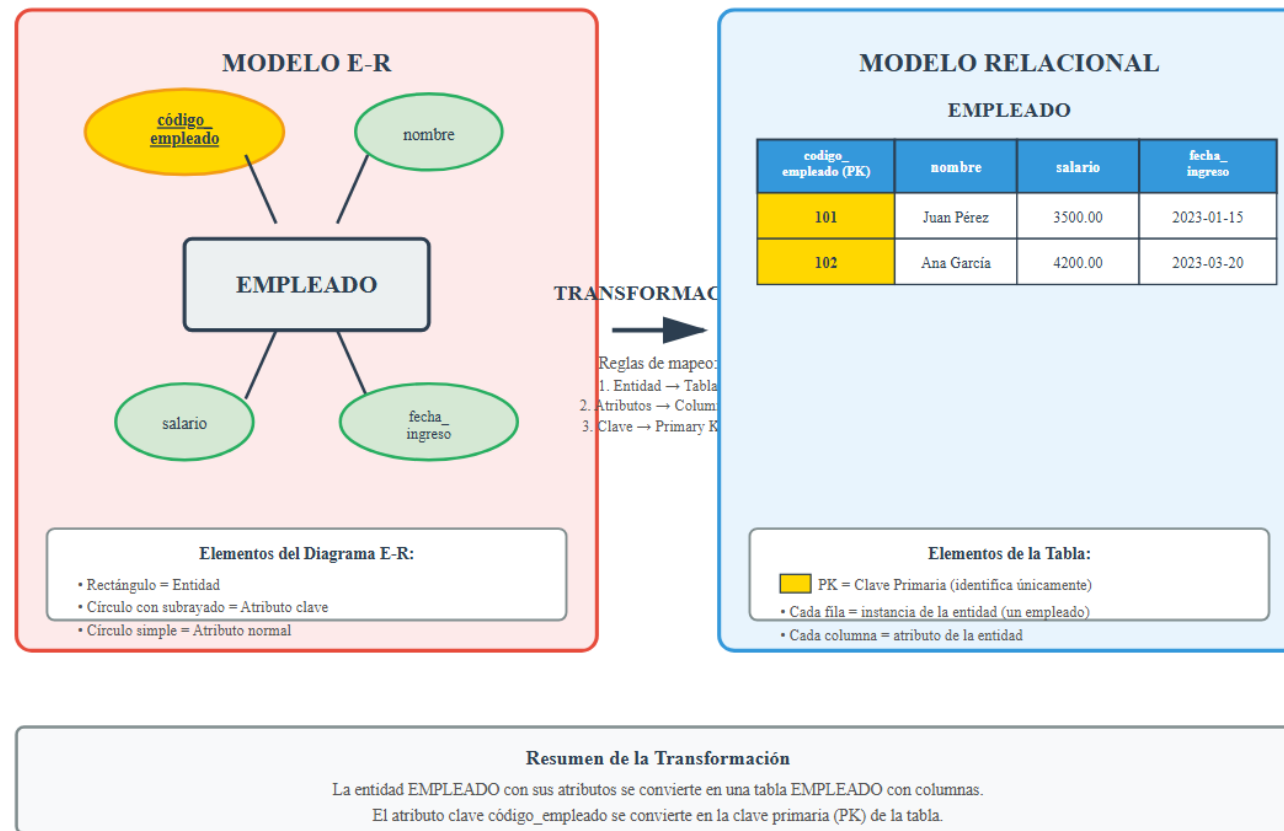 MODELO E-R
código_
empleado
nombre
EMPLEADO
salario
fecha_
ingreso
Elementos del Diagrama E-R:
• Rectángulo = Entidad
• Círculo con subrayado = Atributo clave
• Círculo simple = Atributo normal
TRANSFORMAC
Reglas de mapeo:
1. Entidad → Tabla
2. Atributos → Colum
3. Clave → Primary K
MODELO RELACIONAL
EMPLEADO
codigo_
empleado (PK)
nombre
salario
fecha_
ingreso
101 Juan Pérez 3500.00 2023-01-15
102 Ana García 4200.00 2023-03-20
Elementos de la Tabla:
PK = Clave Primaria (identifica únicamente)
• Cada fila = instancia de la entidad (un empleado)
• Cada columna = atributo de la entidad
Resumen de la Transformación
La entidad EMPLEADO con sus atributos se convierte en una tabla EMPLEADO con columnas.
El atributo clave código_empleado se convierte en la clave primaria (PK) de la tabla.